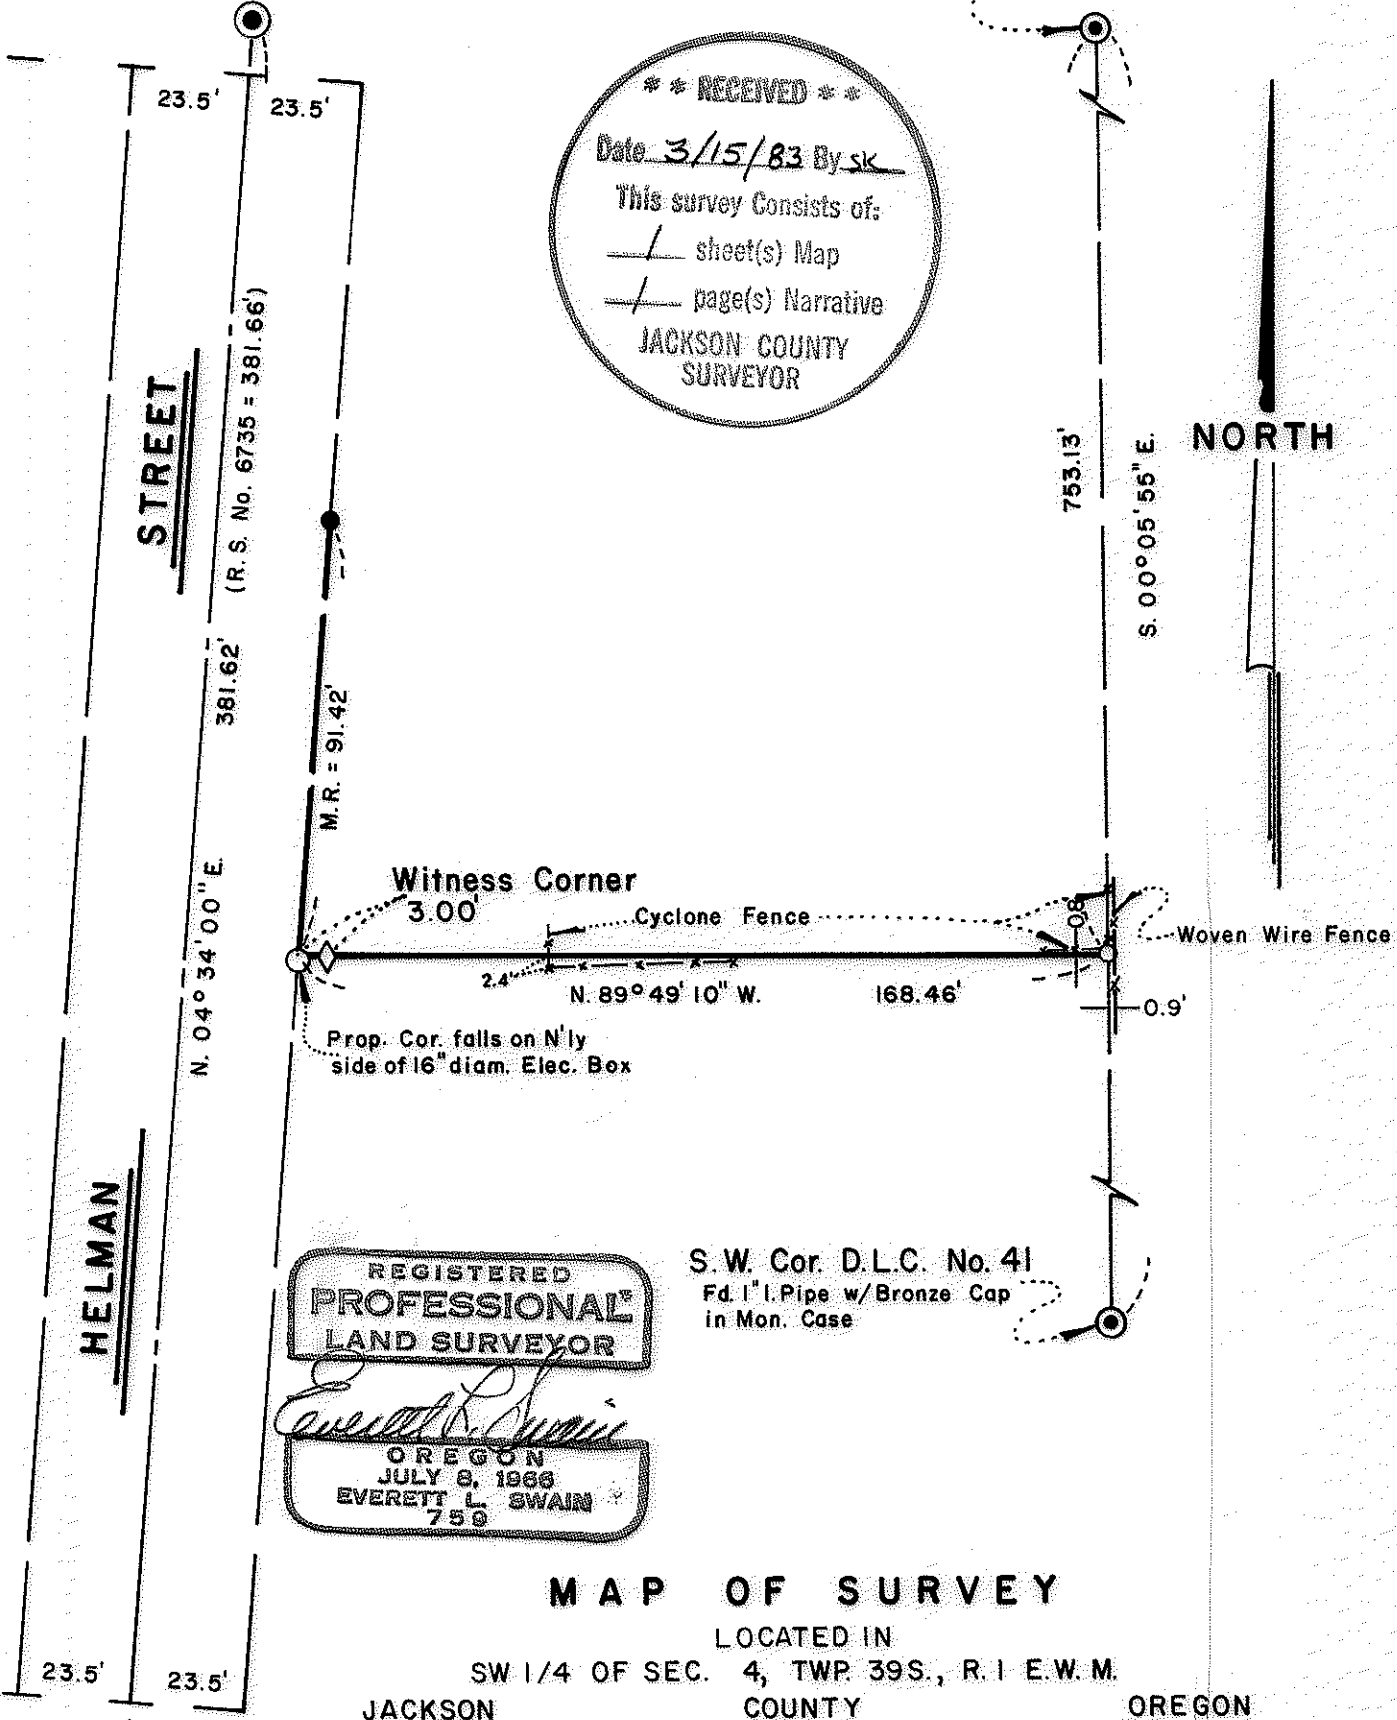 23.5'
23.5'
* * RECEIVED * *
Date 3/15/83 By sk
This survey Consists of:
1 sheet(s) Map
1 page(s) Narrative
JACKSON COUNTY
SURVEYOR
STREET
(R.S. No. 6735 = 381.66')
381.62'
N. 04° 34' 00" E.
M.R. = 91.42'
753.13'
S. 00° 05' 55" E.
NORTH
Witness Corner
3.00'
Cyclone Fence
0.8'
Woven Wire Fence
2.4'
N. 89° 49' 10" W.
168.46'
0.9'
Prop. Cor. falls on N'ly
side of 16" diam. Elec. Box
HELMAN
S.W. Cor. D.L.C. No. 41
Fd. 1" I. Pipe w/Bronze Cap
in Mon. Case
REGISTERED
PROFESSIONAL
LAND SURVEYOR
Everett L. Swain
OREGON
JULY 8, 1966
EVERETT L. SWAIN
759
MAP OF SURVEY
LOCATED IN
SW 1/4 OF SEC. 4, TWP. 39S., R. 1 E. W. M.
JACKSON COUNTY OREGON
23.5'
23.5'